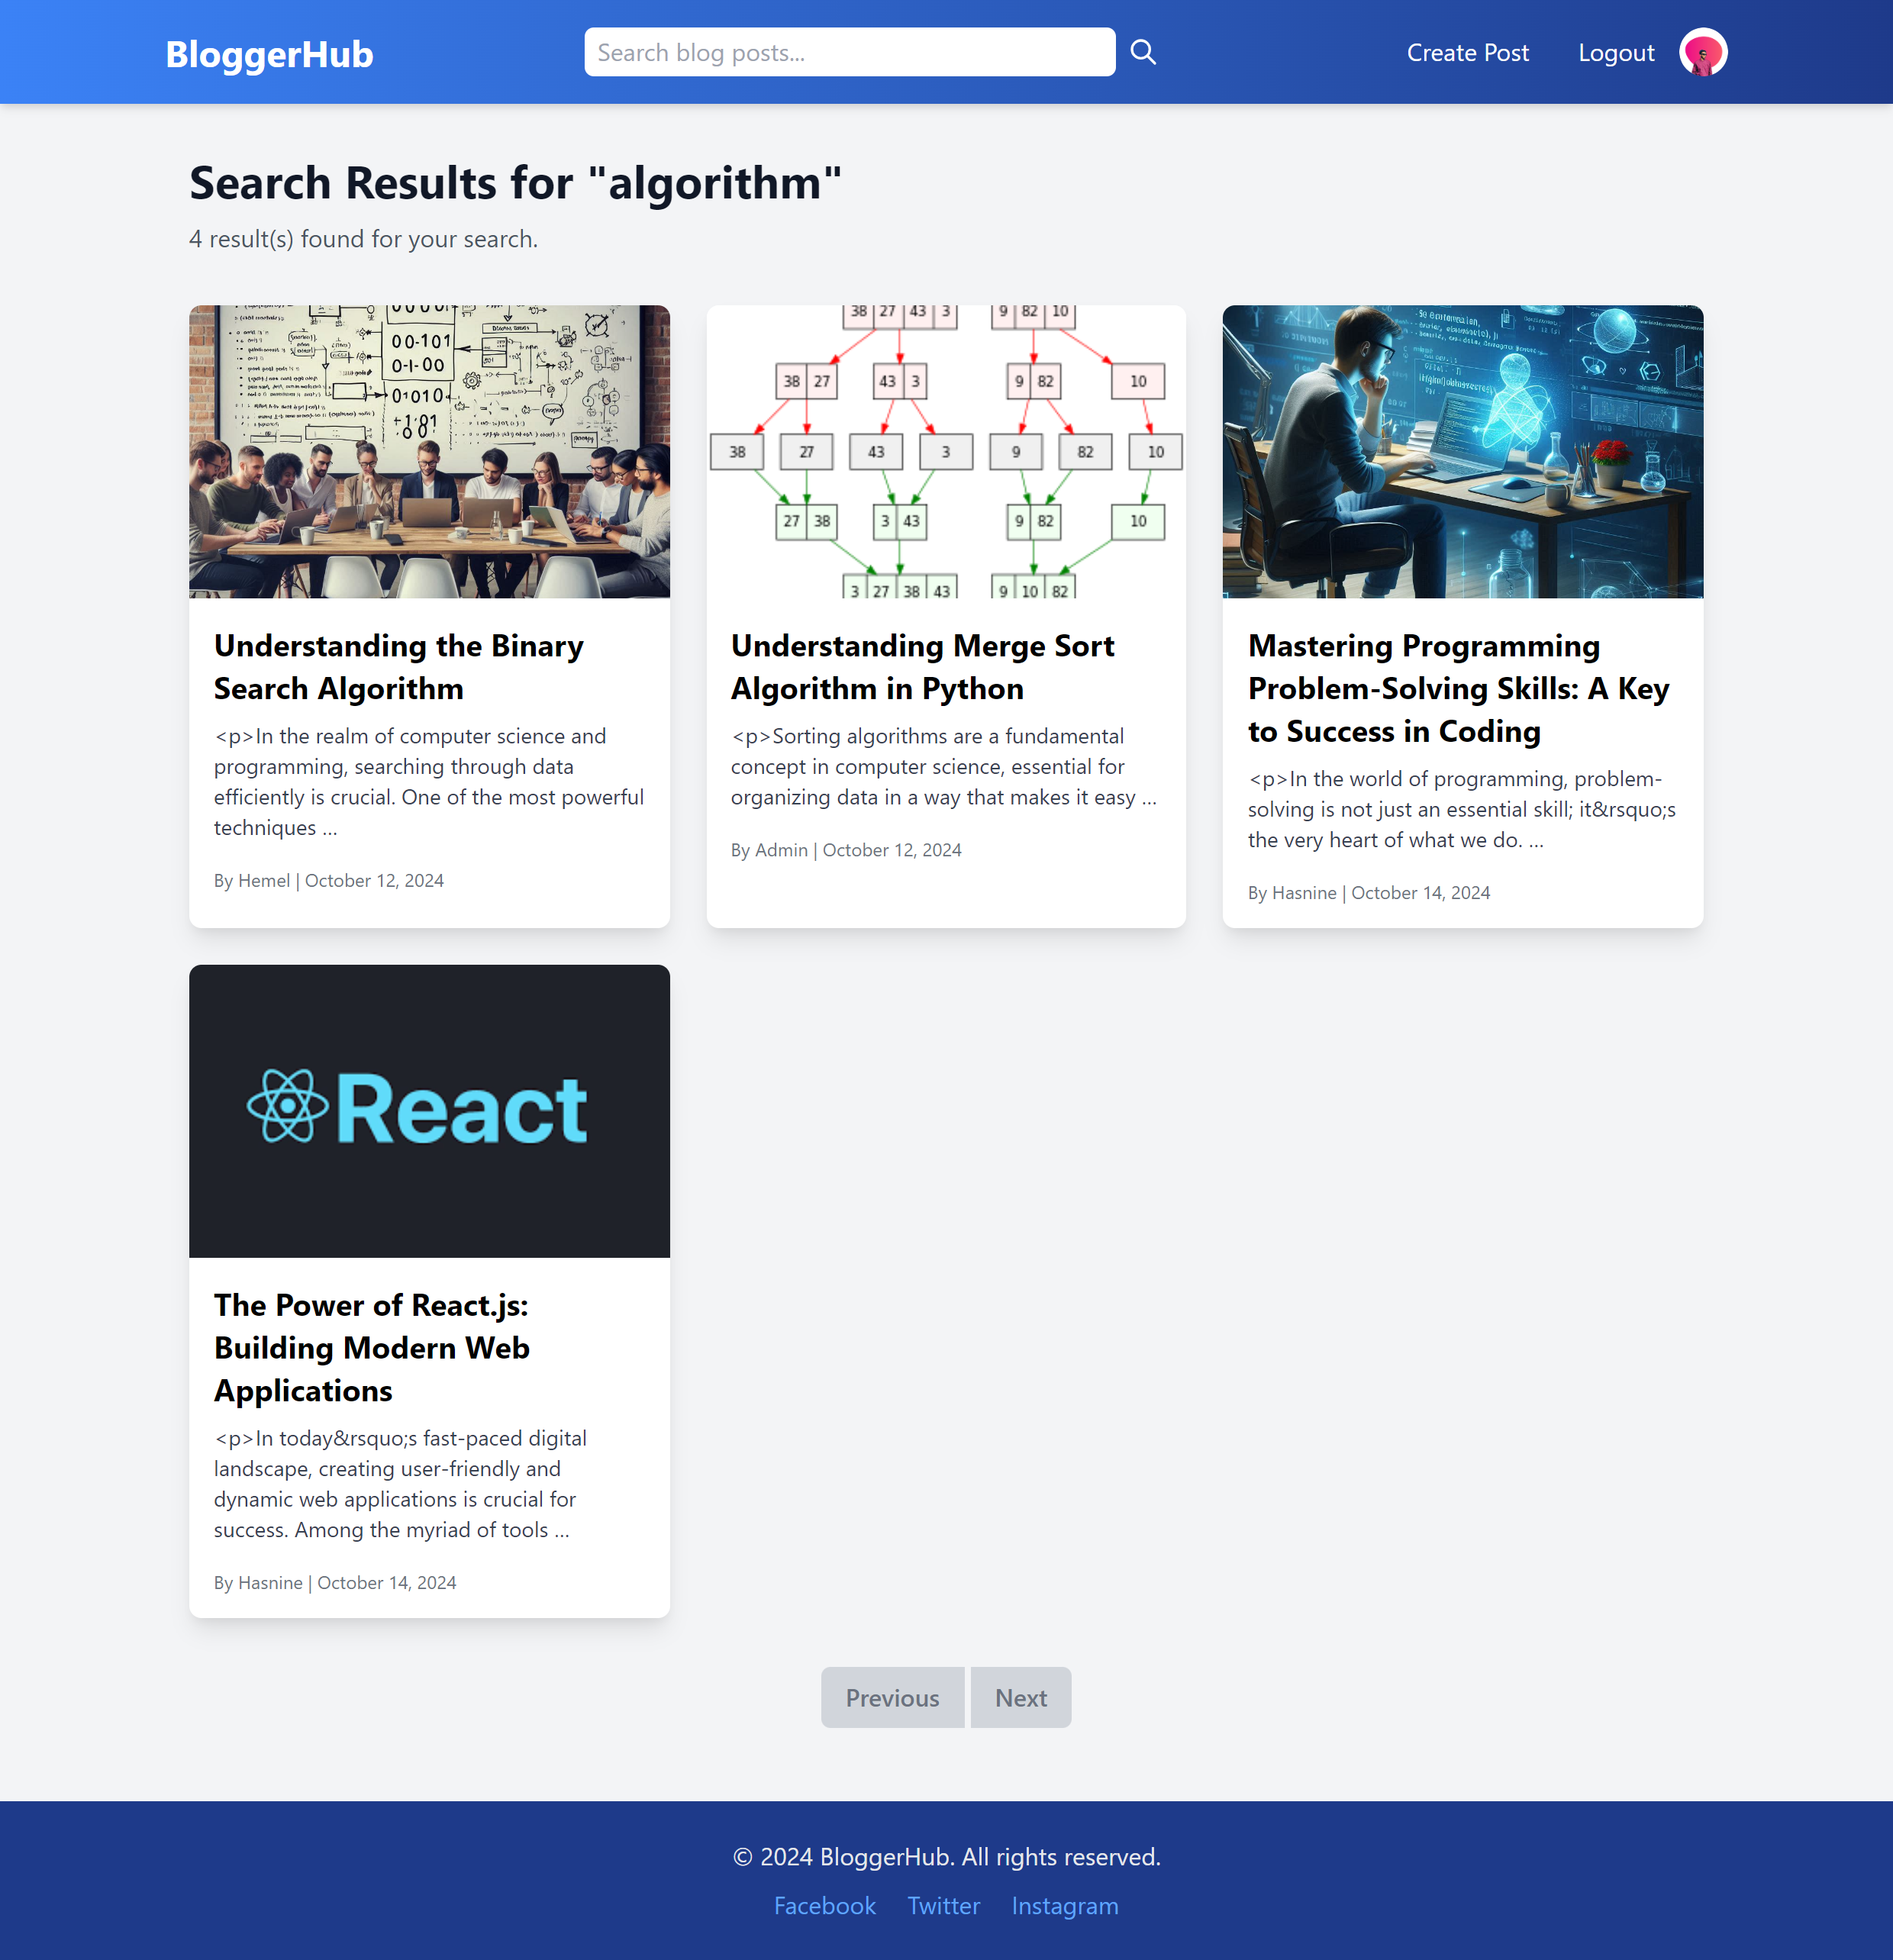 BloggerHub
Search blog posts...
Create Post
Logout
Search Results for "algorithm"
4 result(s) found for your search.
00-101
0-1-00
01010
+1:01
00
Understanding the Binary
Search Algorithm
<p>In the realm of computer science and
programming, searching through data
efficiently is crucial. One of the most powerful
techniques ...
By Hemel | October 12, 2024
38 27 43 3
9 82 10
38 27
43 3
9 82
10
38
27
43
3
9
82
10
27 38
3 43
9 82
10
3 27 38 43
9 10 82
Understanding Merge Sort
Algorithm in Python
<p>Sorting algorithms are a fundamental
concept in computer science, essential for
organizing data in a way that makes it easy ...
By Admin | October 12, 2024
Mastering Programming
Problem-Solving Skills: A Key
to Success in Coding
<p>In the world of programming, problem-
solving is not just an essential skill; it&rsquo;s
the very heart of what we do. ...
By Hasnine | October 14, 2024
React
The Power of React.js:
Building Modern Web
Applications
<p>In today&rsquo;s fast-paced digital
landscape, creating user-friendly and
dynamic web applications is crucial for
success. Among the myriad of tools ...
By Hasnine | October 14, 2024
Previous
Next
© 2024 BloggerHub. All rights reserved.
Facebook
Twitter
Instagram